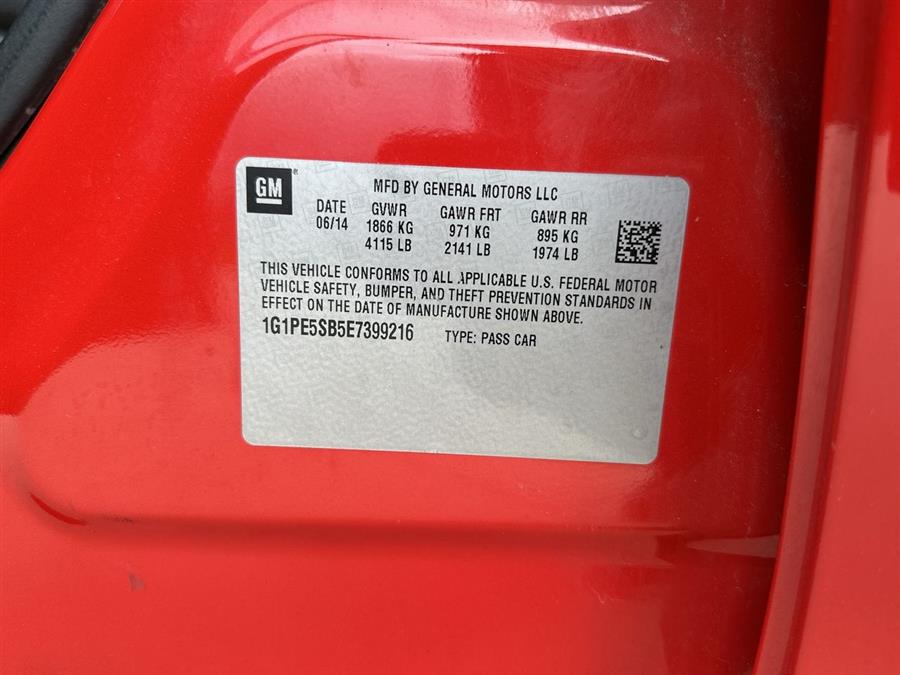 GM
MFD BY GENERAL MOTORS LLC
DATE GVWR GAWR FRT GAWR RR
06/14 1866 KG 971 KG 895 KG
4115 LB 2141 LB 1974 LB
THIS VEHICLE CONFORMS TO ALL APPLICABLE U.S. FEDERAL MOTOR
VEHICLE SAFETY, BUMPER, AND THEFT PREVENTION STANDARDS IN
EFFECT ON THE DATE OF MANUFACTURE SHOWN ABOVE.
1G1PE5SB5E7399216 TYPE: PASS CAR